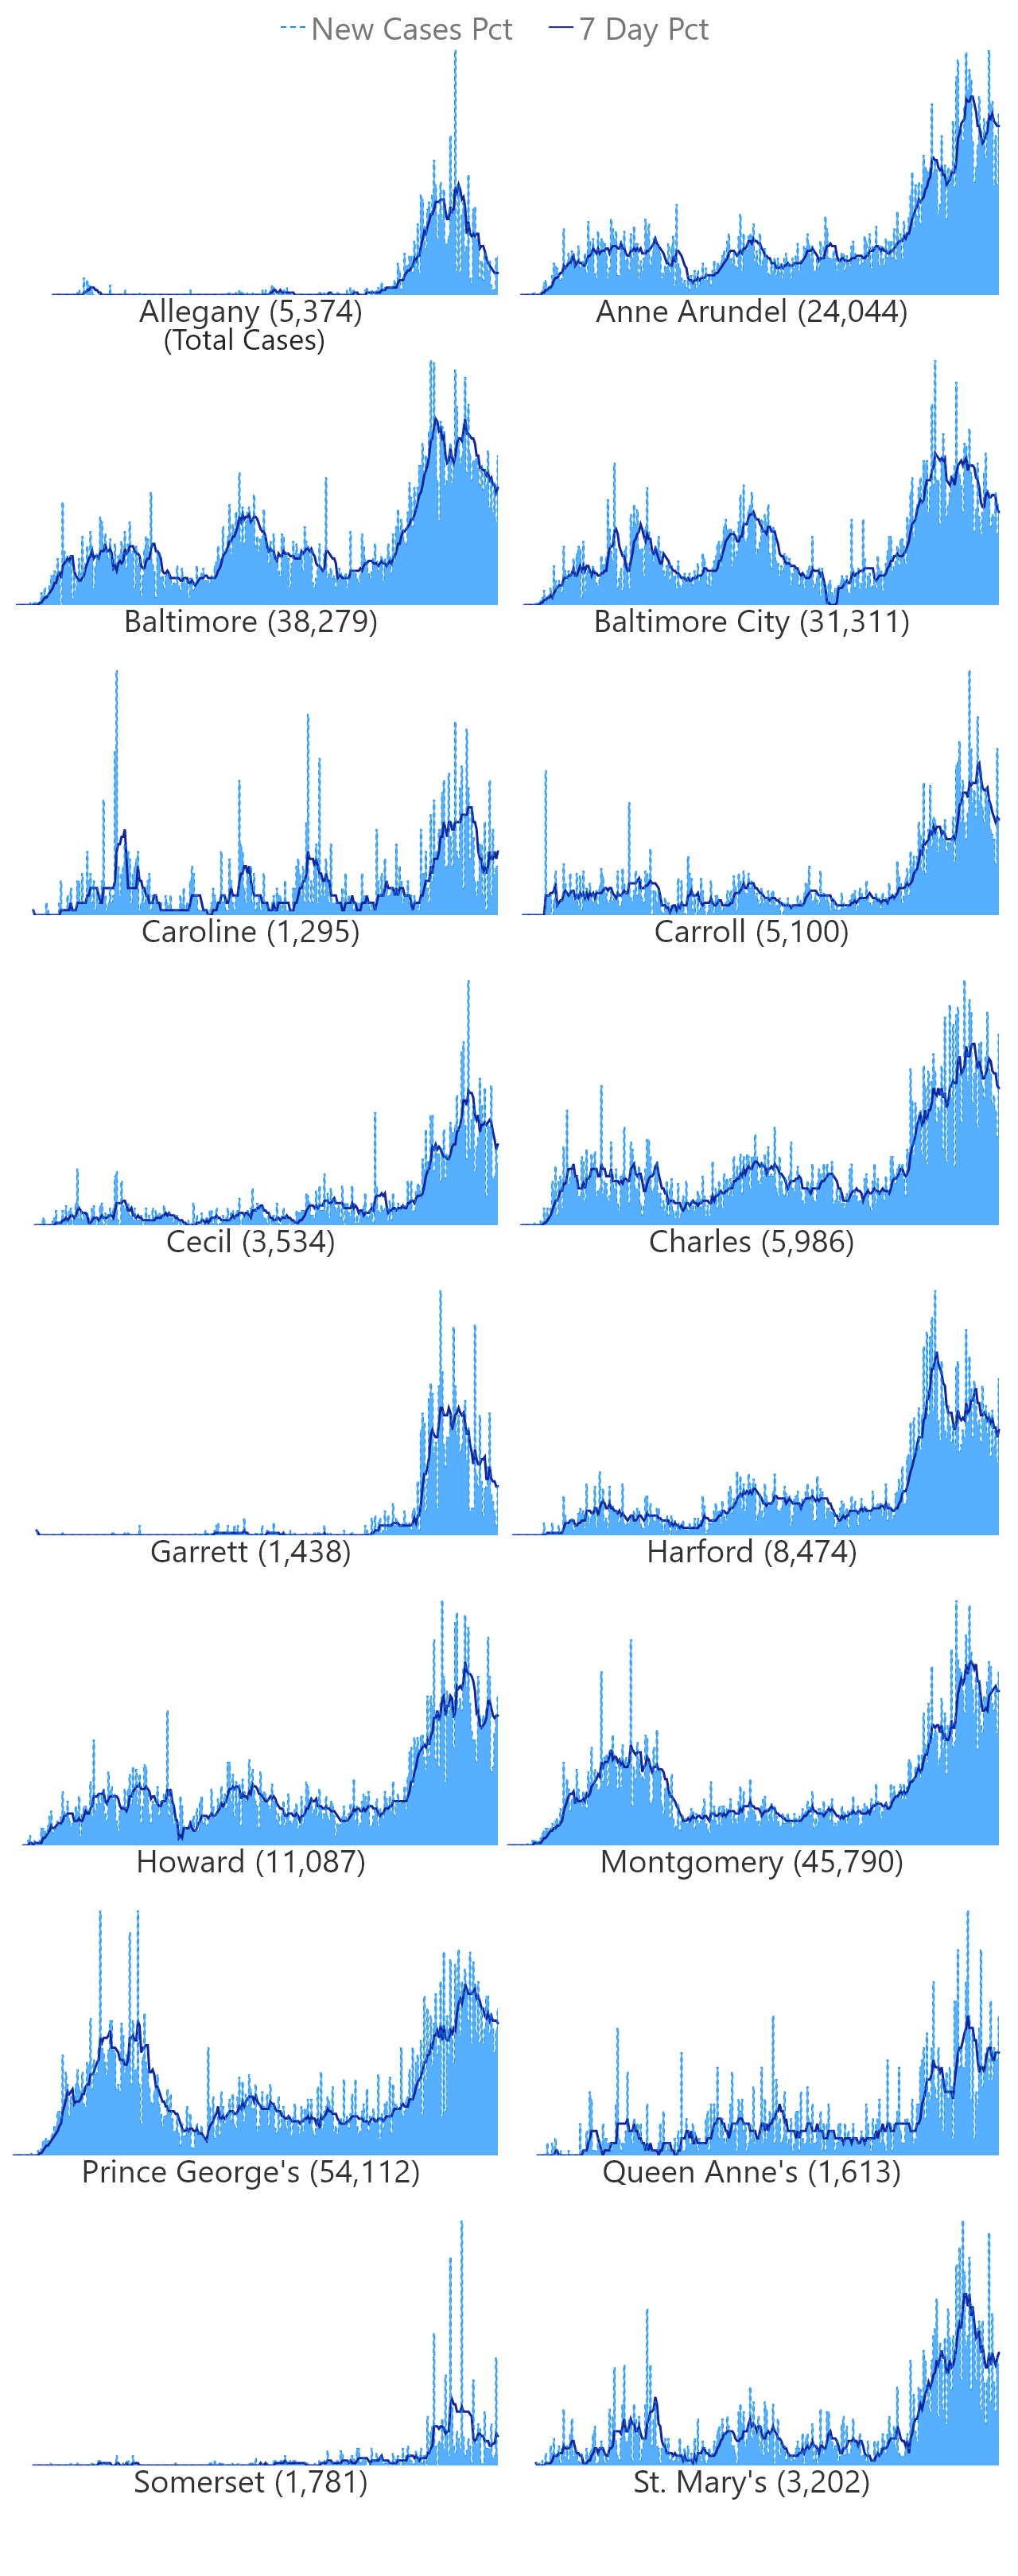 New Cases Pct 7 Day Pct
Allegany (5,374)
(Total Cases)
Anne Arundel (24,044)
Baltimore (38,279)
Baltimore City (31,311)
Caroline (1,295)
Carroll (5,100)
Cecil (3,534)
Charles (5,986)
Garrett (1,438)
Harford (8,474)
Howard (11,087)
Montgomery (45,790)
Prince George's (54,112)
Queen Anne's (1,613)
Somerset (1,781)
St. Mary's (3,202)